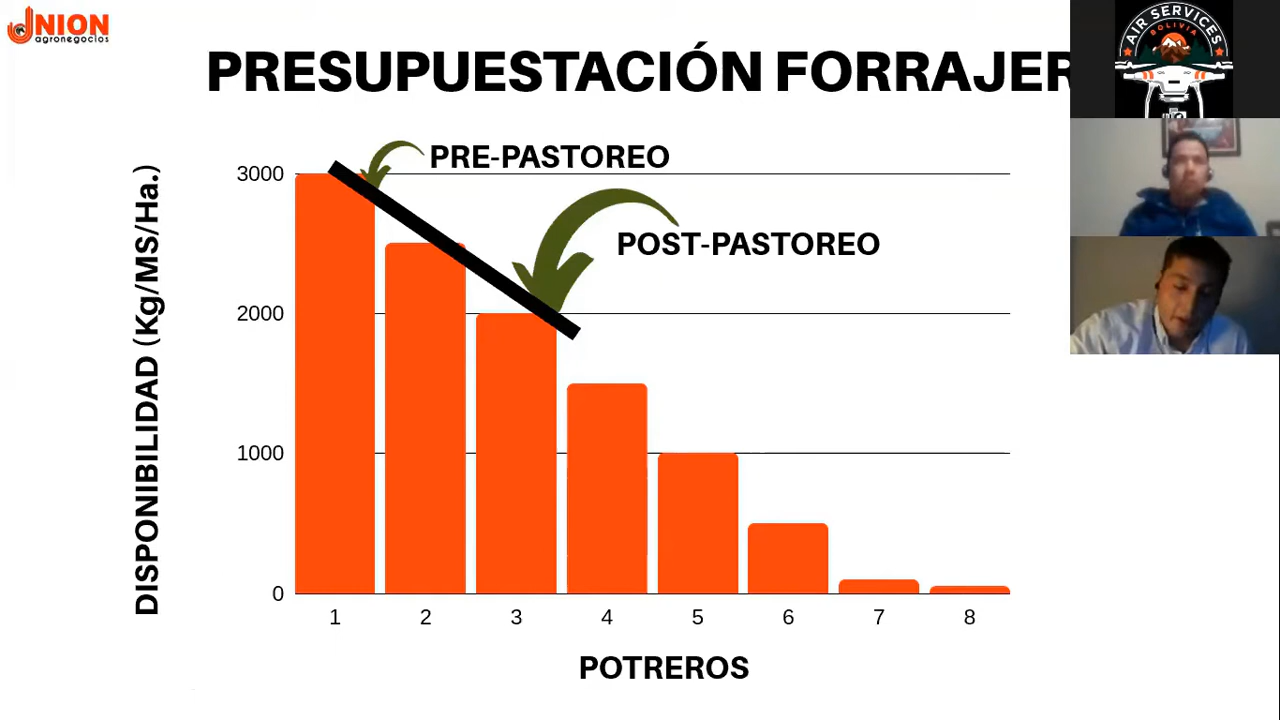 UNION
agronegocios
PRESUPUESTACIÓN FORRAJER
AIR SERVICES
BOLIVIA
PRE-PASTOREO
POST-PASTOREO
DISPONIBILIDAD (Kg/MS/Ha.)
3000
2000
1000
0
1 2 3 4 5 6 7 8
POTREROS